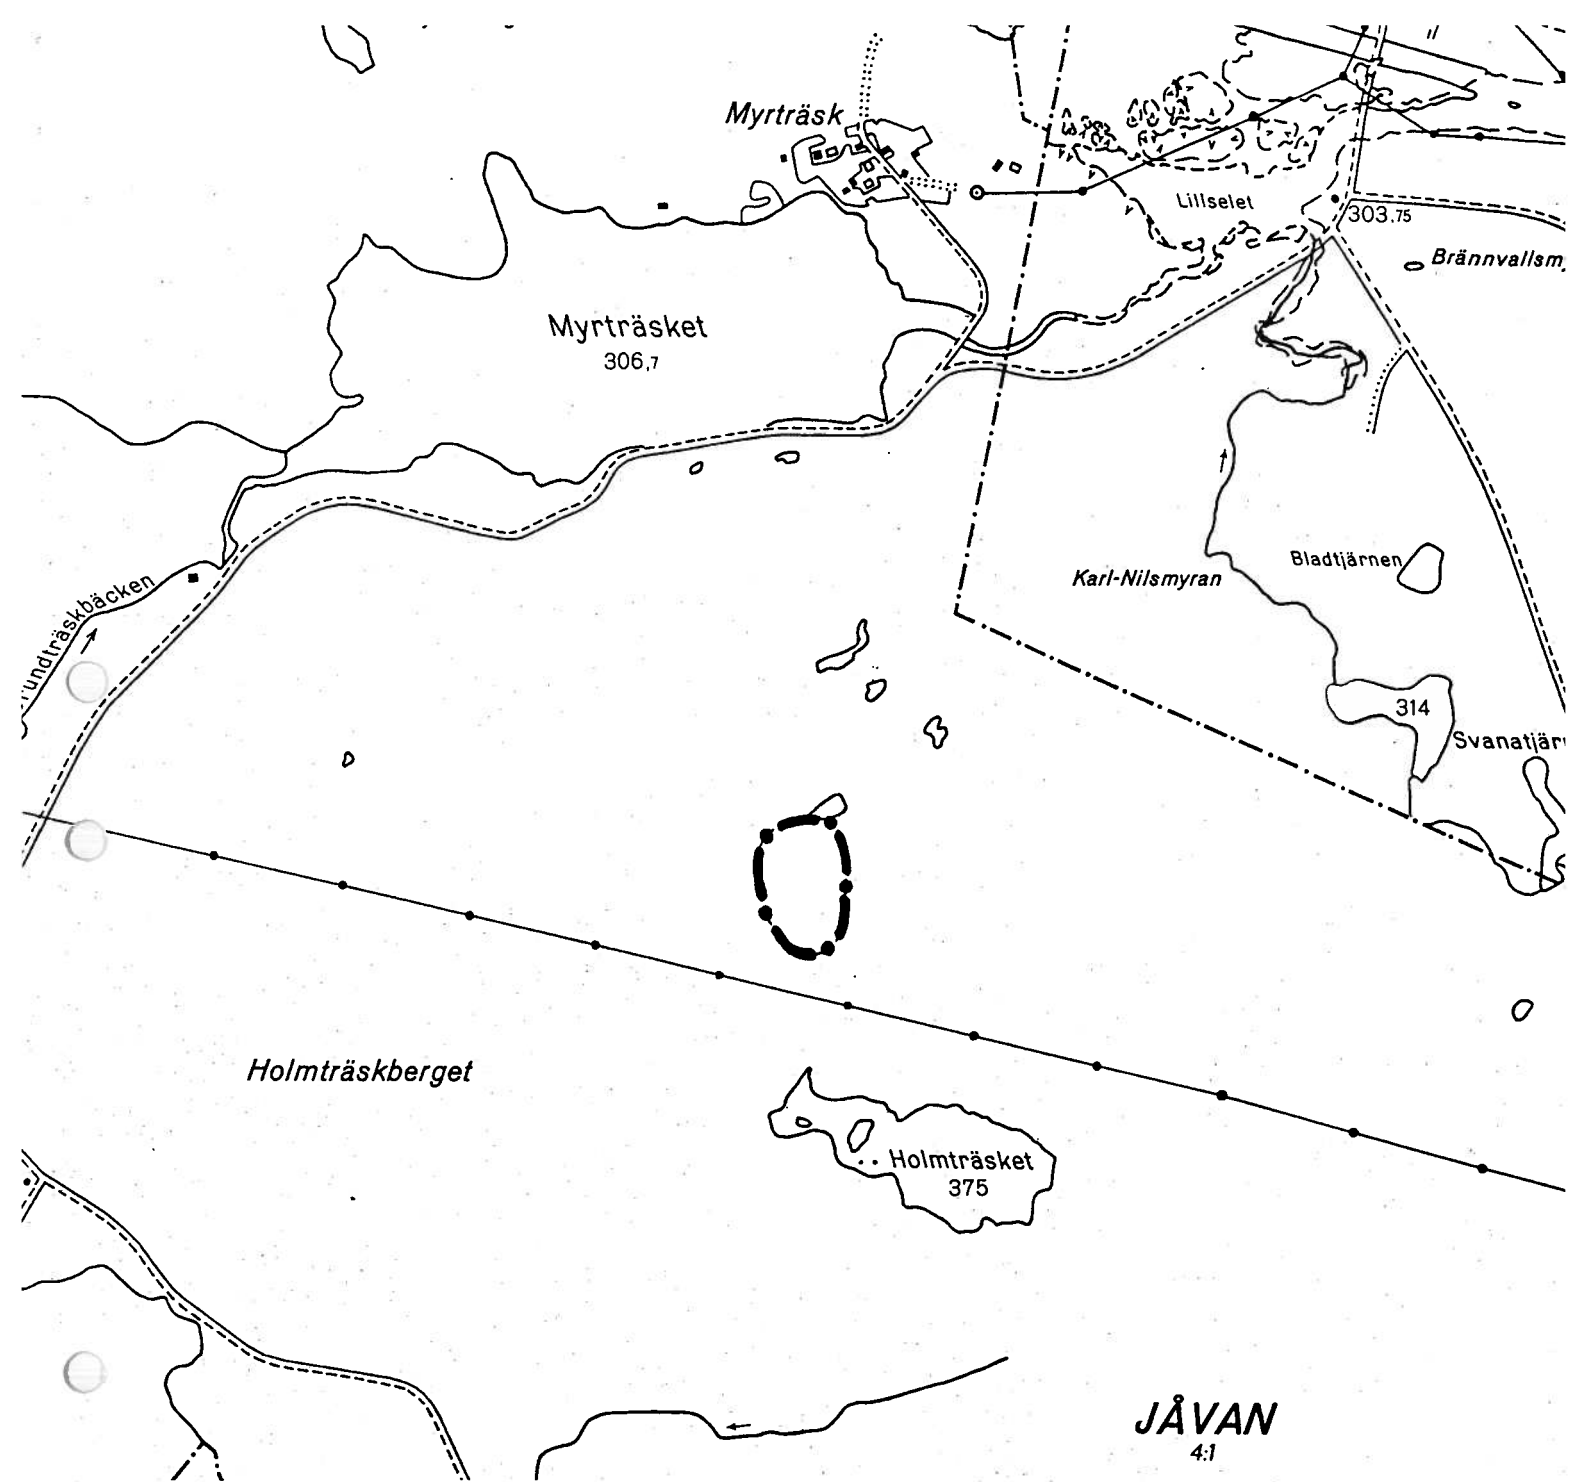 Myrträsk
Lillselet
303.75
Brännvallsm
Myrträsket
306,7
Bladtjärnen
Karl-Nilsmyran
undträskbäcken
314
Svanatjär
Holmträskberget
Holmträsket
375
JÅVAN
4:1